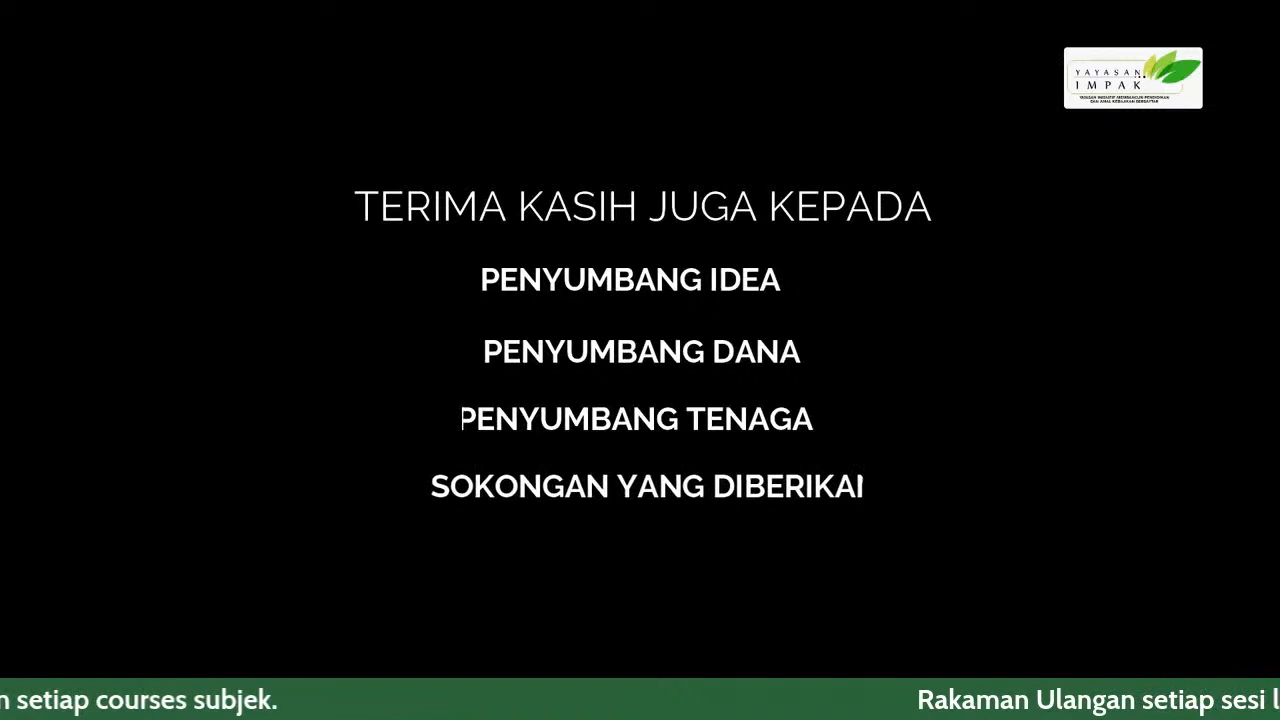 YAYASAN
IMPAK
TERIMA KASIH JUGA KEPADA
PENYUMBANG IDEA
PENYUMBANG DANA
PENYUMBANG TENAGA
SOKONGAN YANG DIBERIKAN
n setiap courses subjek.
Rakaman Ulangan setiap sesi l